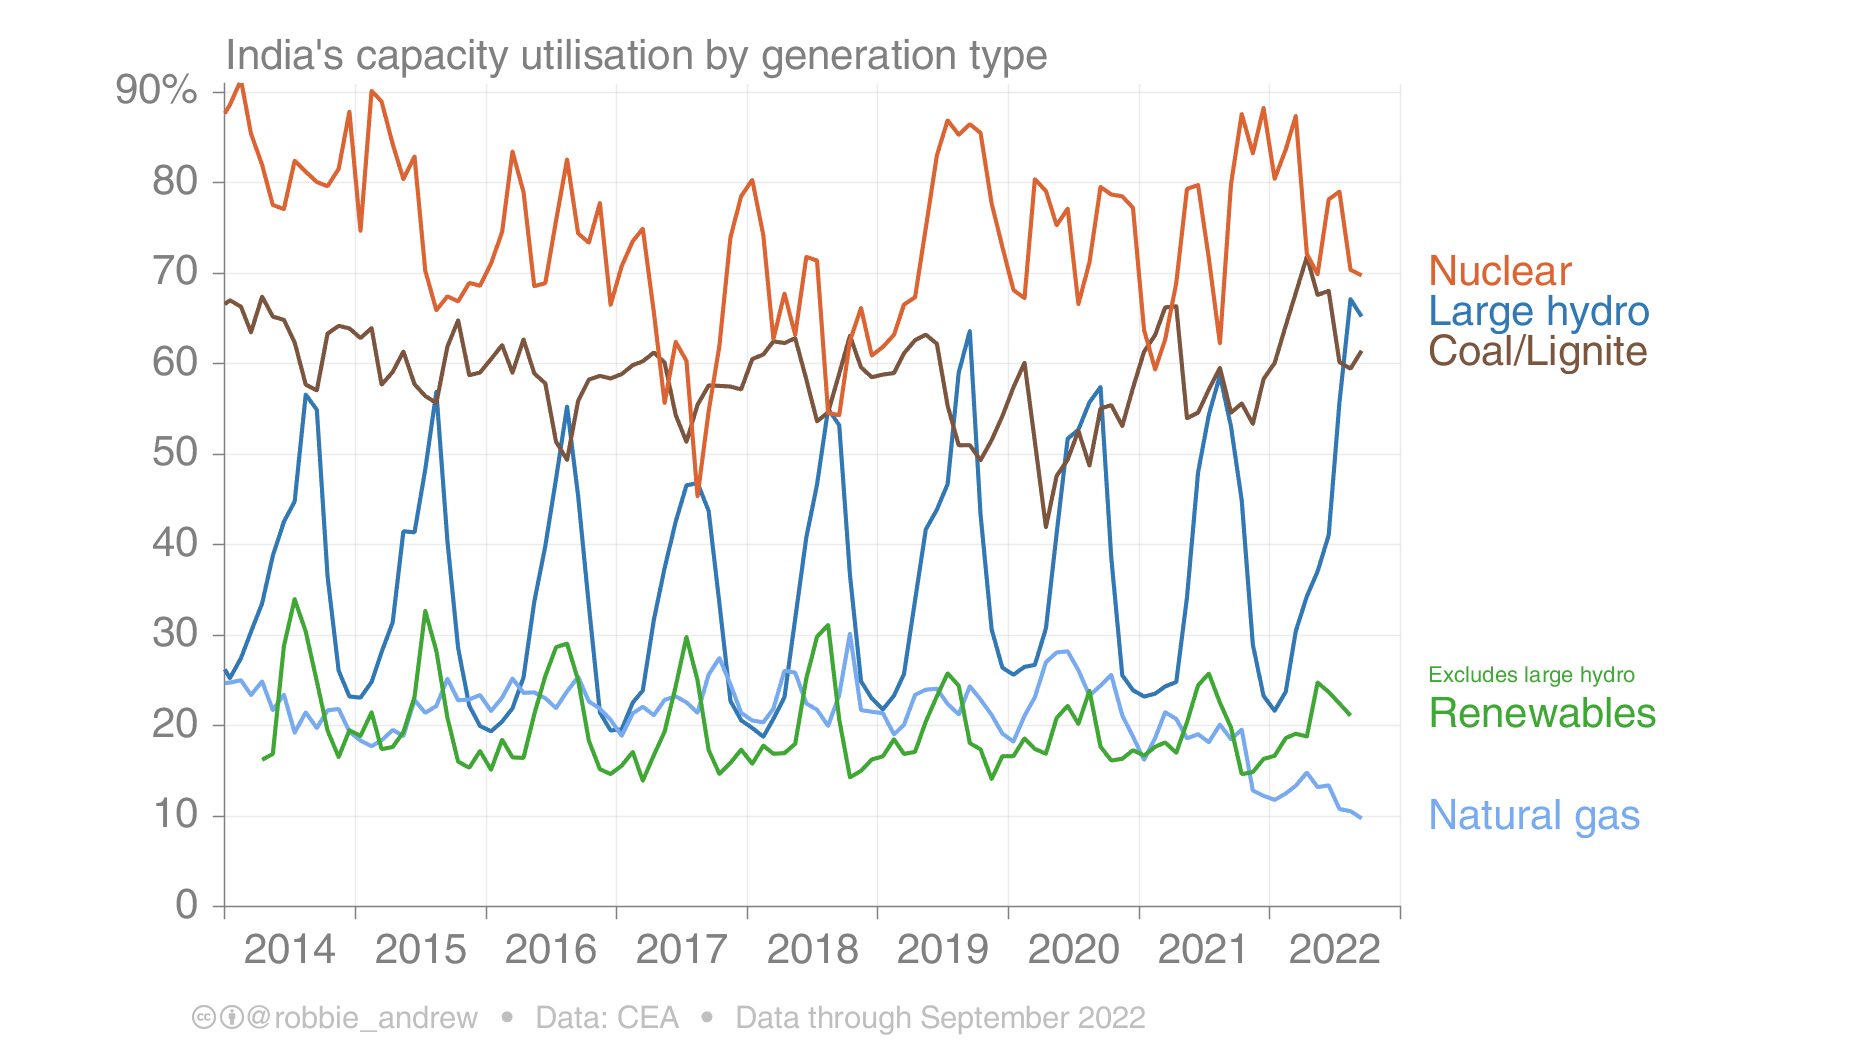 India's capacity utilisation by generation type
90%
80
70
60
50
40
30
20
10
0
Nuclear
Large hydro
Coal/Lignite
Excludes large hydro
Renewables
Natural gas
2014 2015 2016 2017 2018 2019 2020 2021 2022
@robbie_andrew • Data: CEA • Data through September 2022